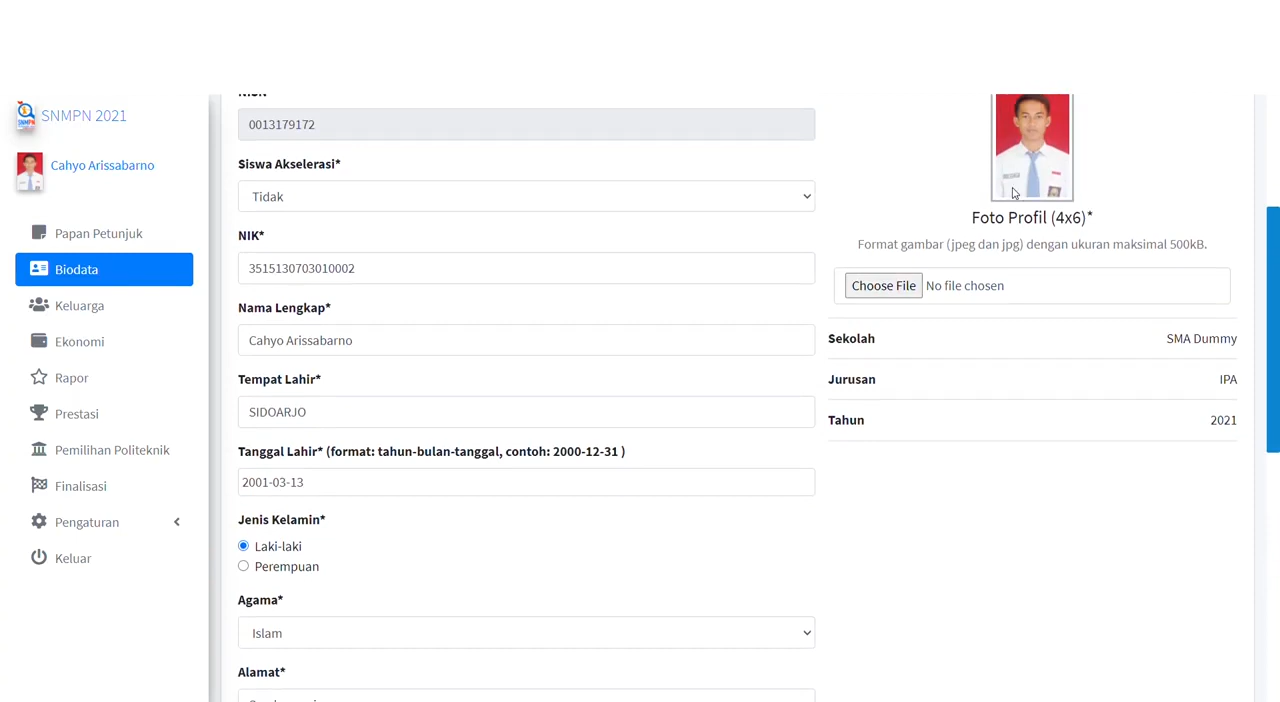 SNMPN 2021
Cahyo Arissabarno
Papan Petunjuk
Biodata
Keluarga
Ekonomi
Rapor
Prestasi
Pemilihan Politeknik
Finalisasi
Pengaturan
Keluar
0013179172
Siswa Akselerasi*
Tidak
NIK*
3515130703010002
Nama Lengkap*
Cahyo Arissabarno
Tempat Lahir*
SIDOARJO
Tanggal Lahir* (format: tahun-bulan-tanggal, contoh: 2000-12-31 )
2001-03-13
Jenis Kelamin*
Laki-laki
Perempuan
Agama*
Islam
Alamat*
Foto Profil (4x6)*
Format gambar (jpeg dan jpg) dengan ukuran maksimal 500kB.
Choose File No file chosen
Sekolah SMA Dummy
Jurusan IPA
Tahun 2021